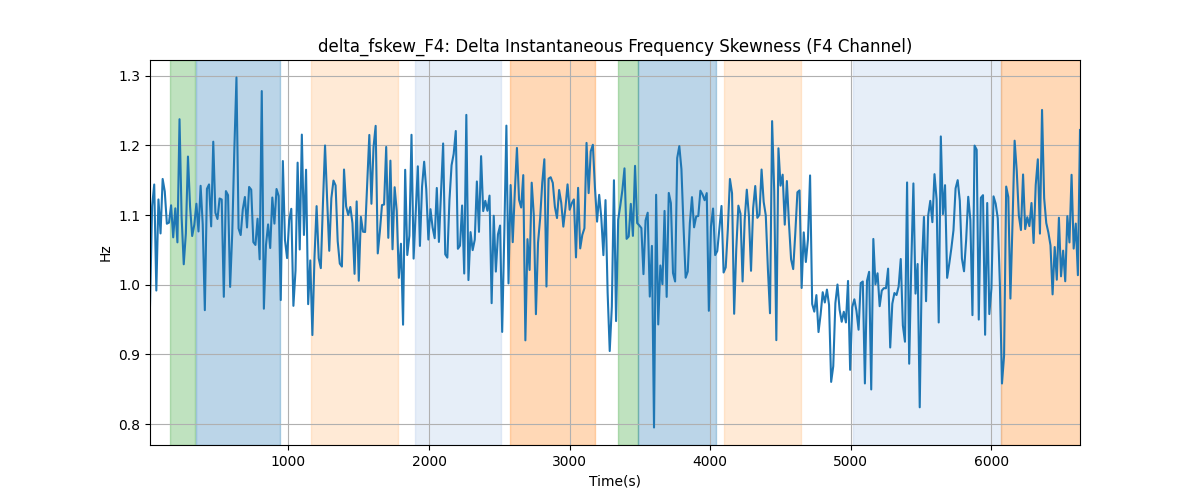 delta_fskew_F4: Delta Instantaneous Frequency Skewness (F4 Channel)
Hz
1.3
1.2
1.1
1.0
0.9
0.8
1000 2000 3000 4000 5000 6000
Time(s)